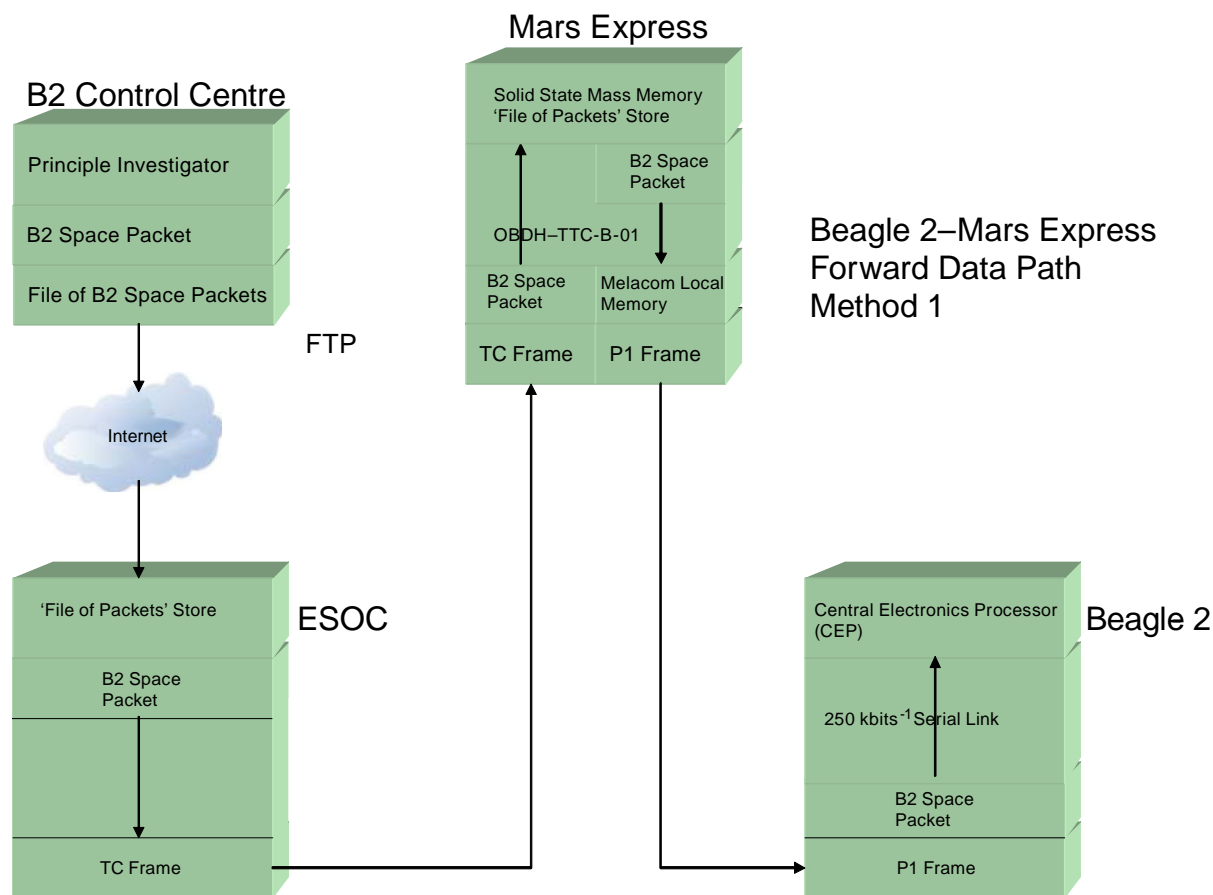 Mars Express
B2 Control Centre
Principle Investigator
B2 Space Packet
File of B2 Space Packets
FTP
Internet
'File of Packets' Store
ESOC
B2 Space
Packet
TC Frame
Solid State Mass Memory
'File of Packets' Store
B2 Space
Packet
OBDH–TTC-B-01
B2 Space
Packet
Melacom Local
Memory
TC Frame
P1 Frame
Beagle 2–Mars Express
Forward Data Path
Method 1
Central Electronics Processor
(CEP)
Beagle 2
250 kbits-1 Serial Link
B2 Space
Packet
P1 Frame